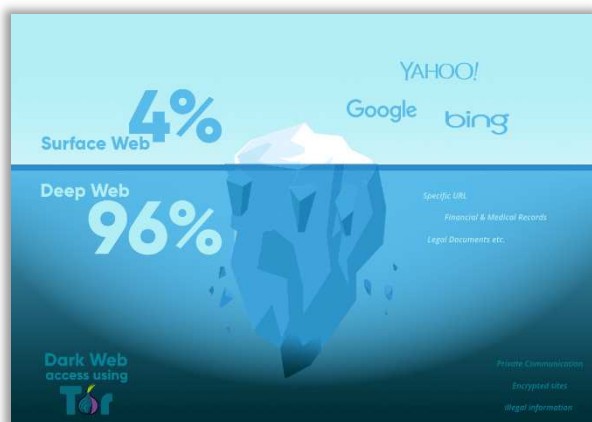 YAHOO!
4%
Google
bing
Surface Web
Deep Web
96%
Specific URL
Financial & Medical Records
Legal Documents etc.
Dark Web
access using
Tor
Private Communication
Encrypted sites
Illegal information